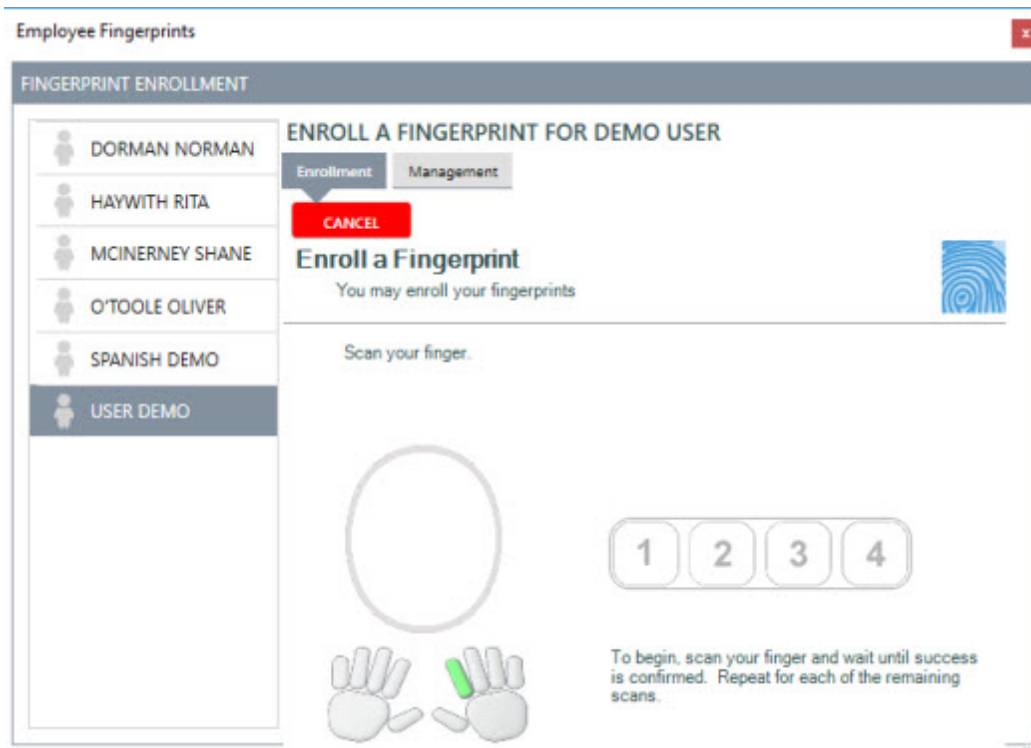 Employee Fingerprints
x
FINGERPRINT ENROLLMENT
DORMAN NORMAN
HAYWITH RITA
MCINERNEY SHANE
O'TOOLE OLIVER
SPANISH DEMO
USER DEMO
ENROLL A FINGERPRINT FOR DEMO USER
Enrollment Management
CANCEL
Enroll a Fingerprint
You may enroll your fingerprints
Scan your finger.
1 2 3 4
To begin, scan your finger and wait until success
is confirmed. Repeat for each of the remaining
scans.